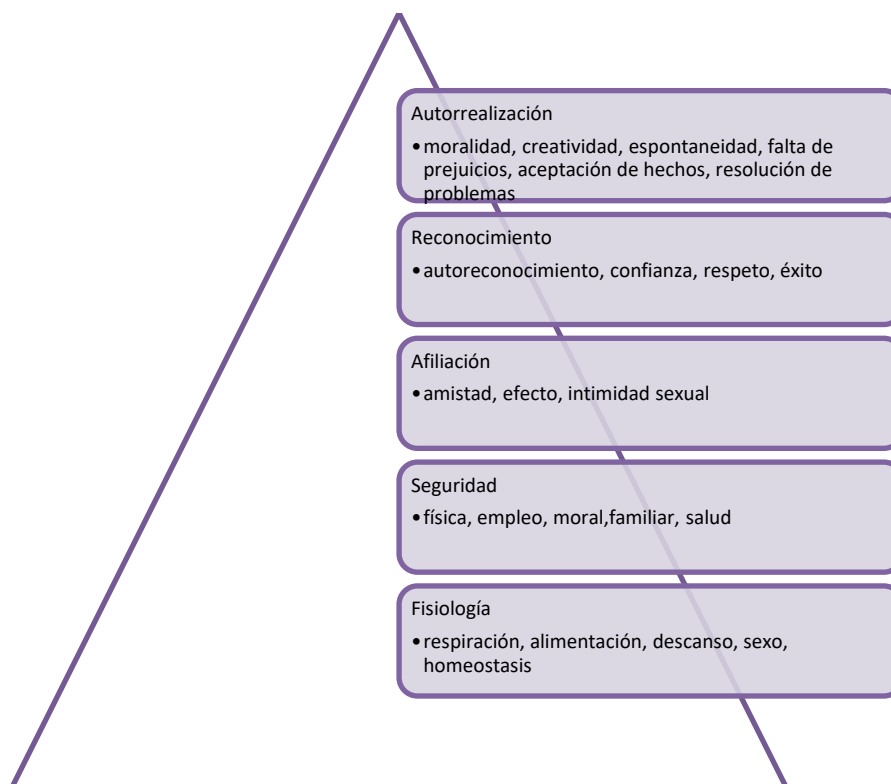 Autorrealización
•moralidad, creatividad, espontaneidad, falta de
prejuicios, aceptación de hechos, resolución de
problemas
Reconocimiento
•autoreconocimiento, confianza, respeto, éxito
Afiliación
•amistad, efecto, intimidad sexual
Seguridad
•física, empleo, moral,familiar, salud
Fisiología
•respiración, alimentación, descanso, sexo,
homeostasis